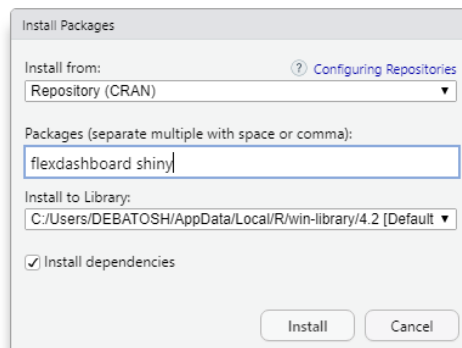 Install Packages
Install from:
? Configuring Repositories
Repository (CRAN)
Packages (separate multiple with space or comma):
flexdashboard shiny
Install to Library:
C:/Users/DEBATOSH/AppData/Local/R/win-library/4.2 [Default
Install dependencies
Install
Cancel